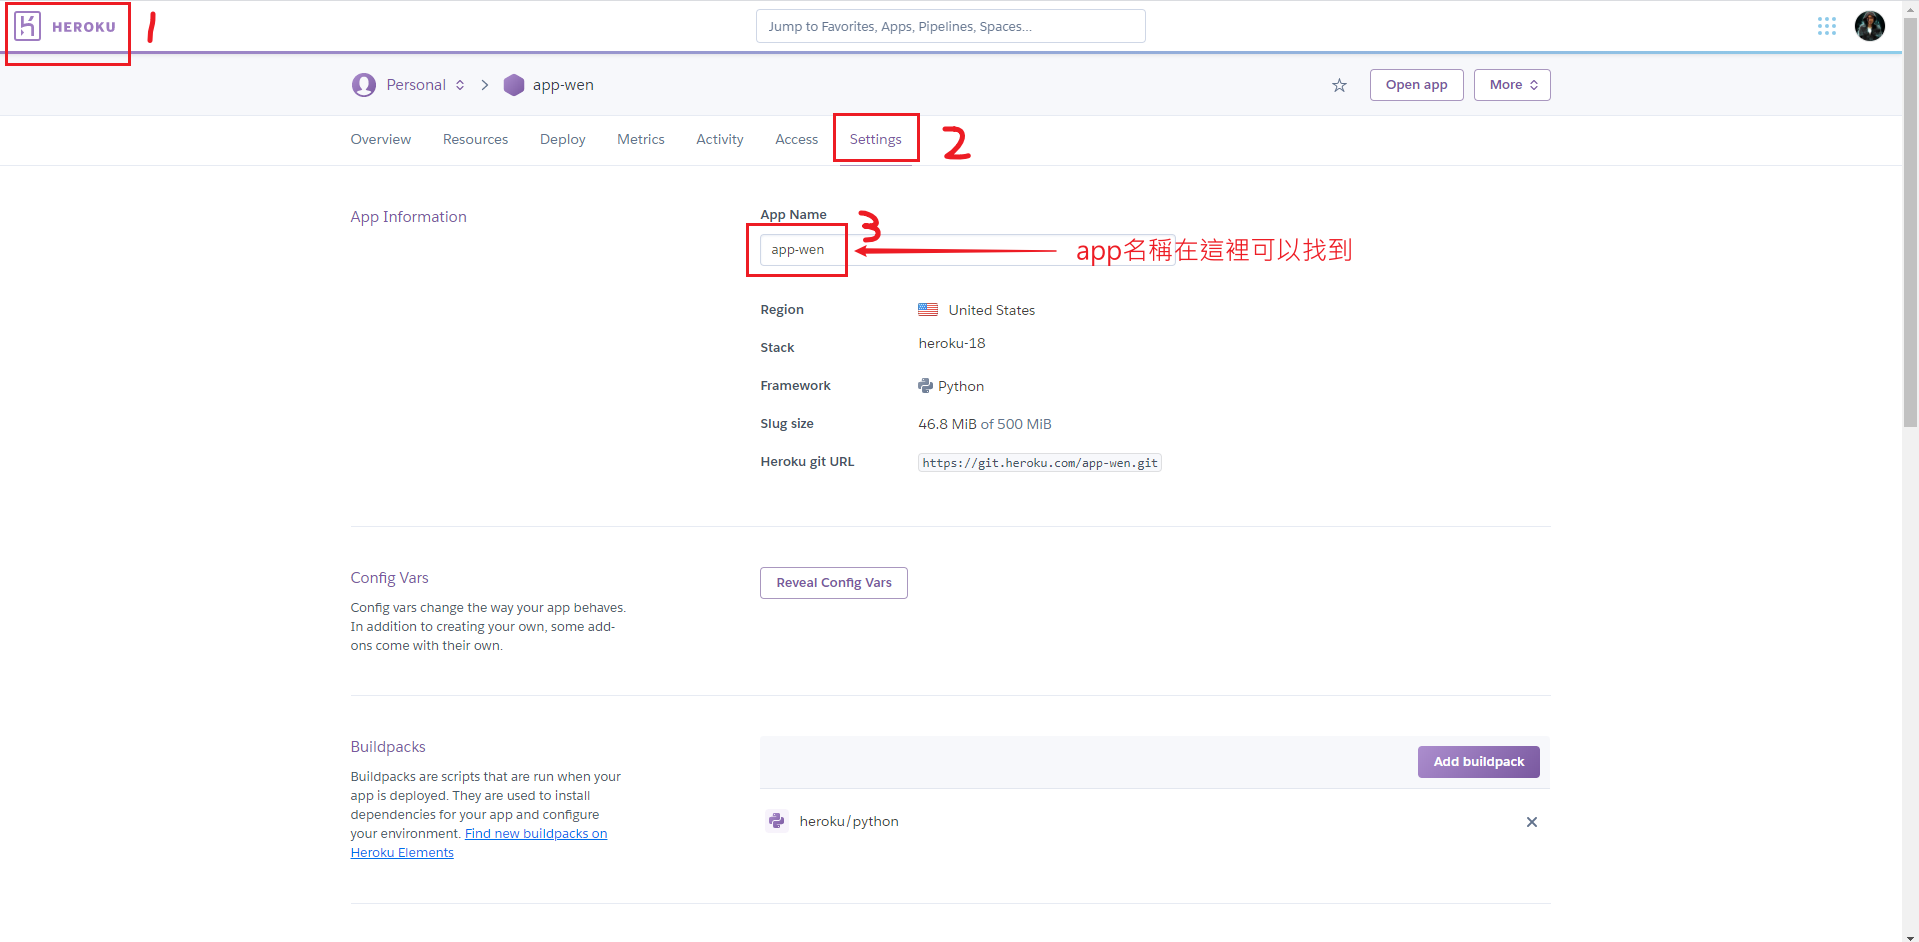 HEROKU
1
Jump to Favorites, Apps, Pipelines, Spaces...
Personal
app-wen
Open app
More
Overview
Resources
Deploy
Metrics
Activity
Access
Settings
2
App Information
App Name
3
app-wen
app名稱在這裡可以找到
Region
United States
Stack
heroku-18
Framework
Python
Slug size
46.8 MiB of 500 MiB
Heroku git URL
https://git.heroku.com/app-wen.git
Config Vars
Config vars change the way your app behaves.
In addition to creating your own, some add-
ons come with their own.
Reveal Config Vars
Buildpacks
Buildpacks are scripts that are run when your
app is deployed. They are used to install
dependencies for your app and configure
your environment. Find new buildpacks on
Heroku Elements
Add buildpack
heroku/python